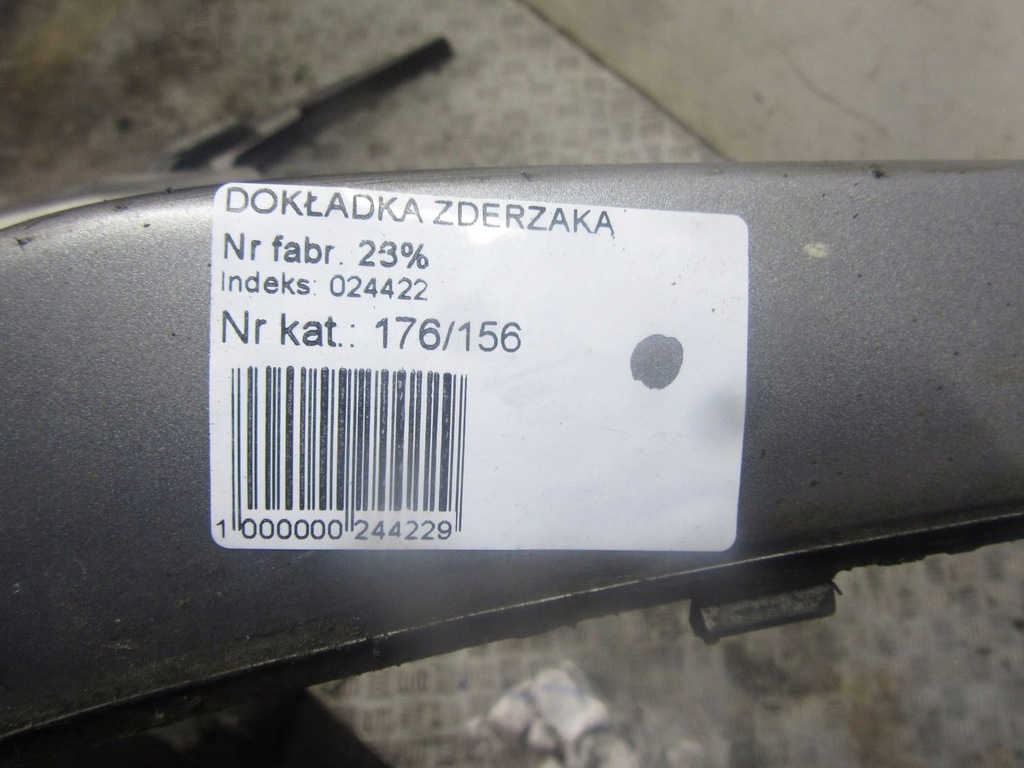 DOKŁADKA ZDERZAKA
Nr fabr. 23%
Indeks: 024422
Nr kat.: 176/156
1 000000 244229